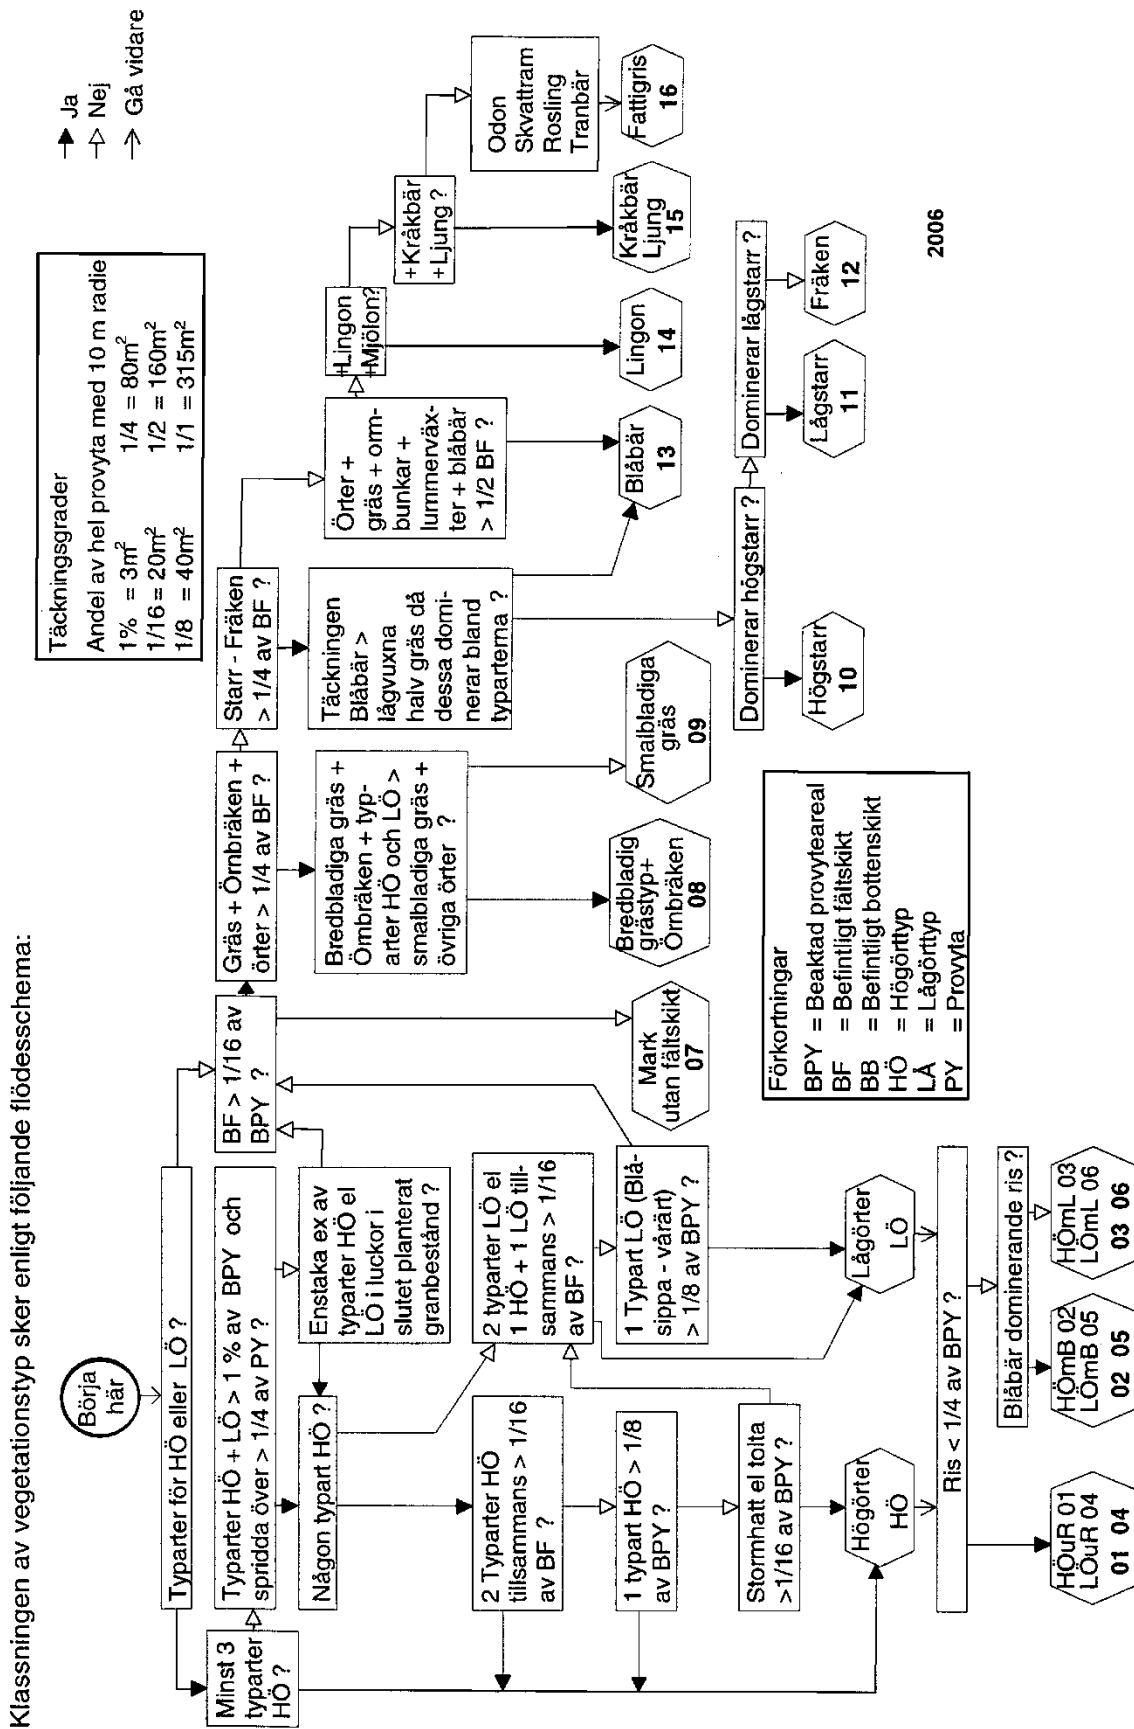 Klassningen av vegetationstyp sker enligt följande flödesschema:
Ja
Nej
Gå vidare
Täckningsgrader
Andel av hel provyta med 10 m radie
1% = 3m² 1/4 = 80m²
1/16 = 20m² 1/2 = 160m²
1/8 = 40m² 1/1 = 315m²
Börja
här
Typarter för HÖ eller LÖ ?
Minst 3
typarter
HÖ ?
Typarter HÖ + LÖ > 1 % av BPY och
spridda över > 1/4 av PY ?
BF > 1/16 av
BPY ?
Gräs + Örnbräken +
örter > 1/4 av BF ?
Starr - Fräken
> 1/4 av BF ?
Någon typart HÖ ?
Enstaka ex av
typarter HÖ el
LÖ i luckor i
slutet planterat
granbestånd ?
Bredbladiga gräs +
Örnbräken + typ-
arter HÖ och LÖ >
smalbladiga gräs +
övriga örter ?
Täckningen
Blåbär >
lågvuxna
halv gräs då
dessa domi-
nerar bland
typarterna ?
Örter +
gräs + orm-
bunkar +
lummerväx-
ter + blåbär
> 1/2 BF ?
+Lingon
+Mjölon?
+Kråkbär
+Ljung ?
Odon
Skvattram
Rosling
Tranbär
2 Typarter HÖ
tillsammans > 1/16
av BF ?
2 typarter LÖ el
1 HÖ + 1 LÖ till-
sammans > 1/16
av BF ?
1 typart HÖ > 1/8
av BPY ?
1 Typart LÖ (Blå-
sippa - vårärt)
> 1/8 av BPY ?
Mark
utan fältskikt
07
Bredbladig
grästyp+
Örnbräken
08
Smalbladiga
gräs
09
Blåbär
13
Lingon
14
Kråkbär
Ljung
15
Fattigris
16
Stormhatt el tolta
>1/16 av BPY ?
Dominerar högstarr ?
Dominerar lågstarr ?
Högstarr
10
Lågstarr
11
Fräken
12
Högörter
HÖ
Lågörter
LÖ
Ris < 1/4 av BPY ?
Blåbär dominerande ris ?
HÖuR 01
LÖuR 04
01 04
HÖmB 02
LÖmB 05
02 05
HÖmL 03
LÖmL 06
03 06
Förkortningar
BPY = Beaktad provyteareal
BF = Befintligt fältskikt
BB = Befintligt bottenskikt
HÖ = Högörttyp
LÅ = Lågörttyp
PY = Provyta
2006